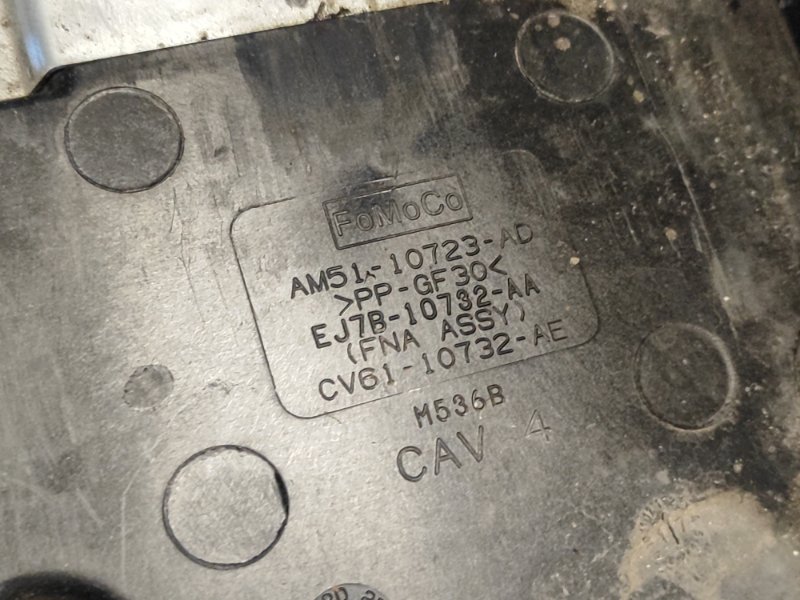 FoMoCo
AM51-10723-AD
>PP-GF30<
EJ7B-10732-AA
(FNA ASSY)
CV61-10732-AE
M536B
CAV 4